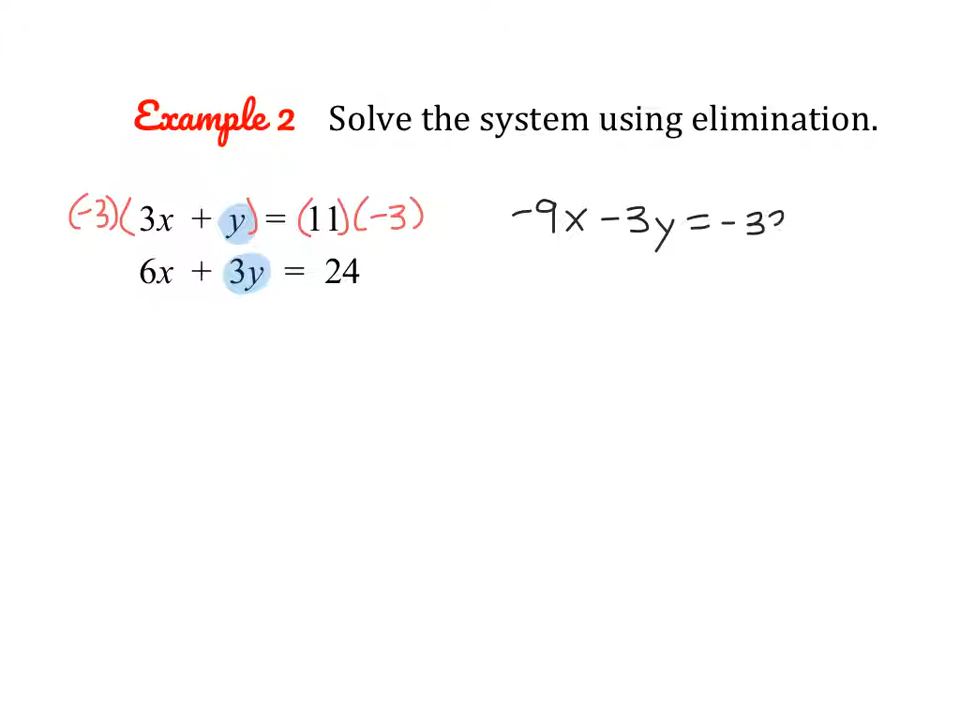 Example 2 Solve the system using elimination.
(-3)(3x + y) = (11)(-3) -9x - 3y = -3
6x + 3y = 24